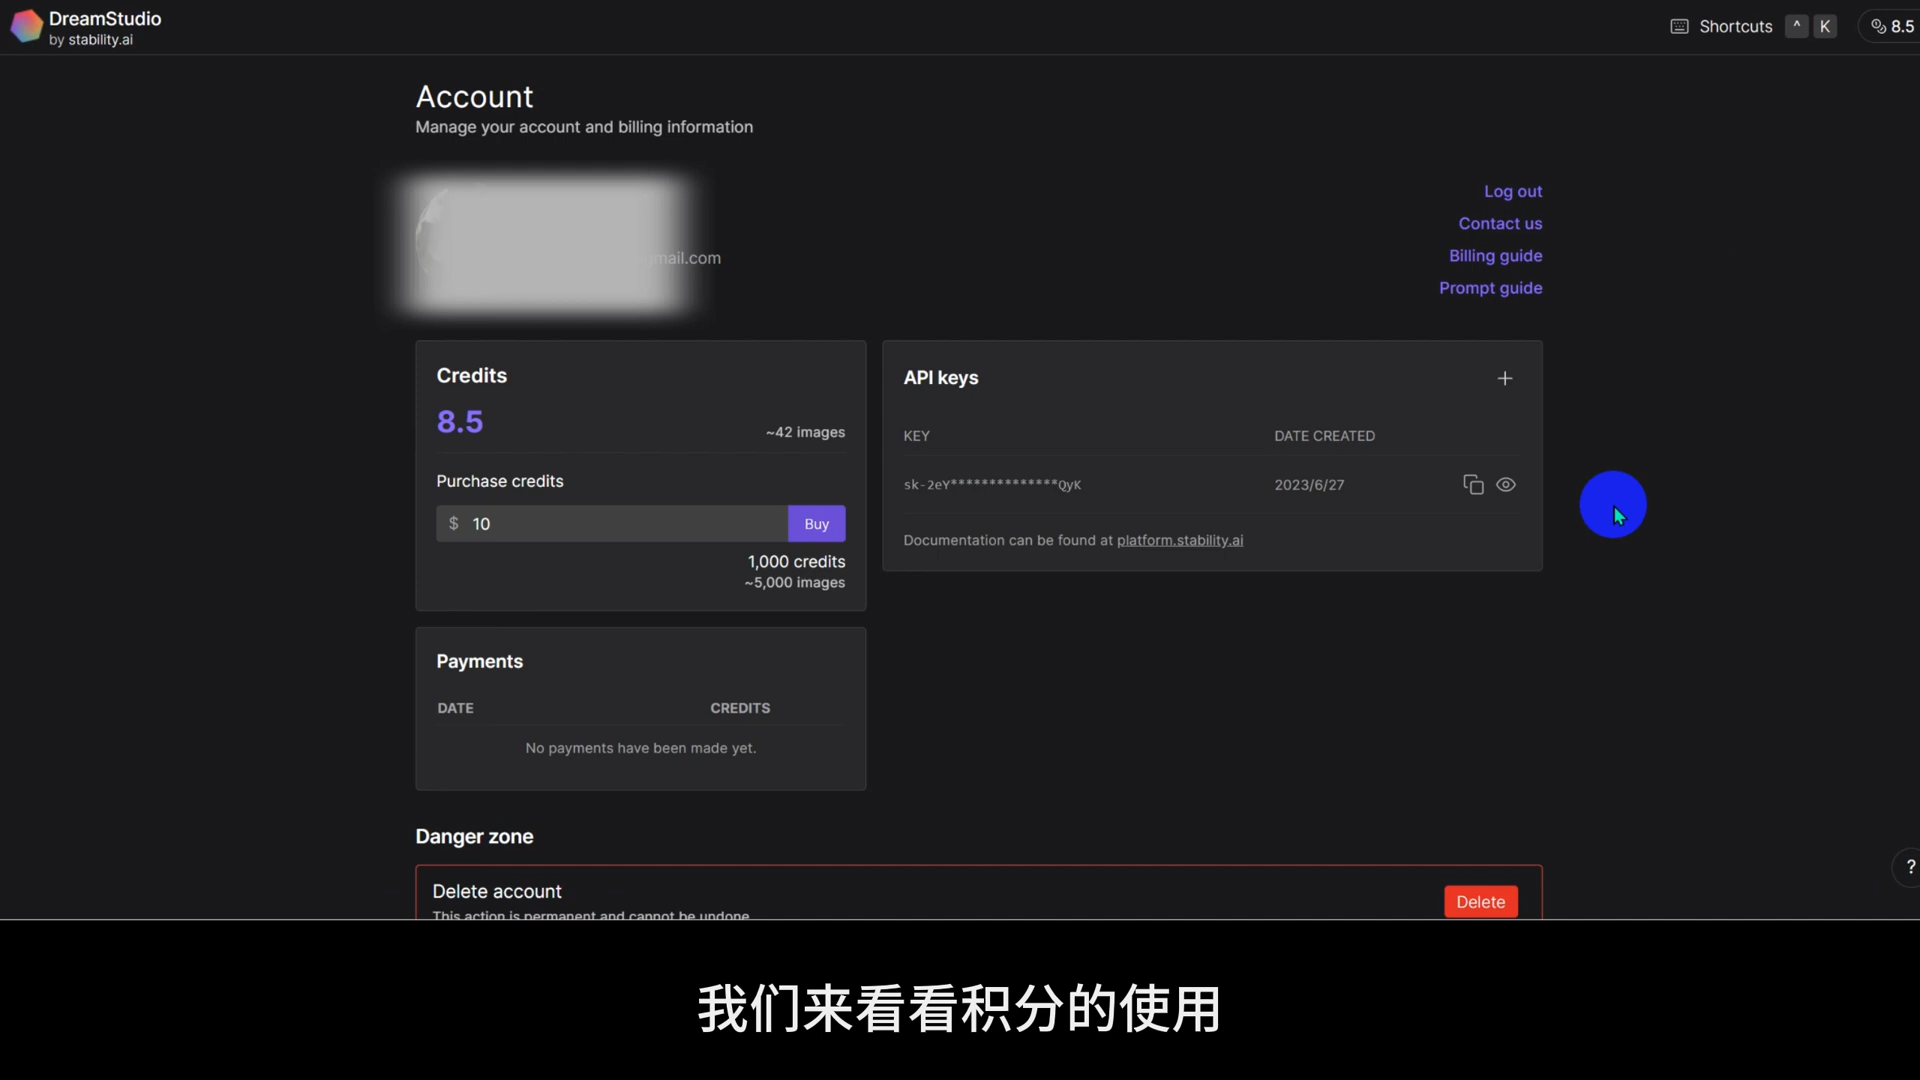 DreamStudio
by stability.ai
Shortcuts ^ K
8.5
Account
Manage your account and billing information
gmail.com
Log out
Contact us
Billing guide
Prompt guide
Credits
8.5
~42 images
Purchase credits
$ 10
Buy
1,000 credits
~5,000 images
API keys
+
KEY DATE CREATED
sk-2eY**************QyK 2023/6/27
Documentation can be found at platform.stability.ai
Payments
DATE CREDITS
No payments have been made yet.
Danger zone
Delete account
This action is permanent and cannot be undone
Delete
?
我们来看看积分的使用